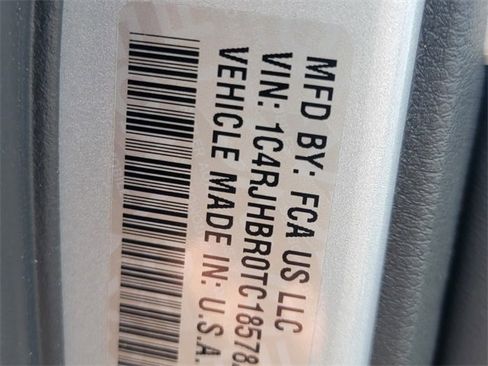 MFD BY: FCA US LLC
VIN: 1C4RJHBR0TC18578
VEHICLE MADE IN: U.S.A.